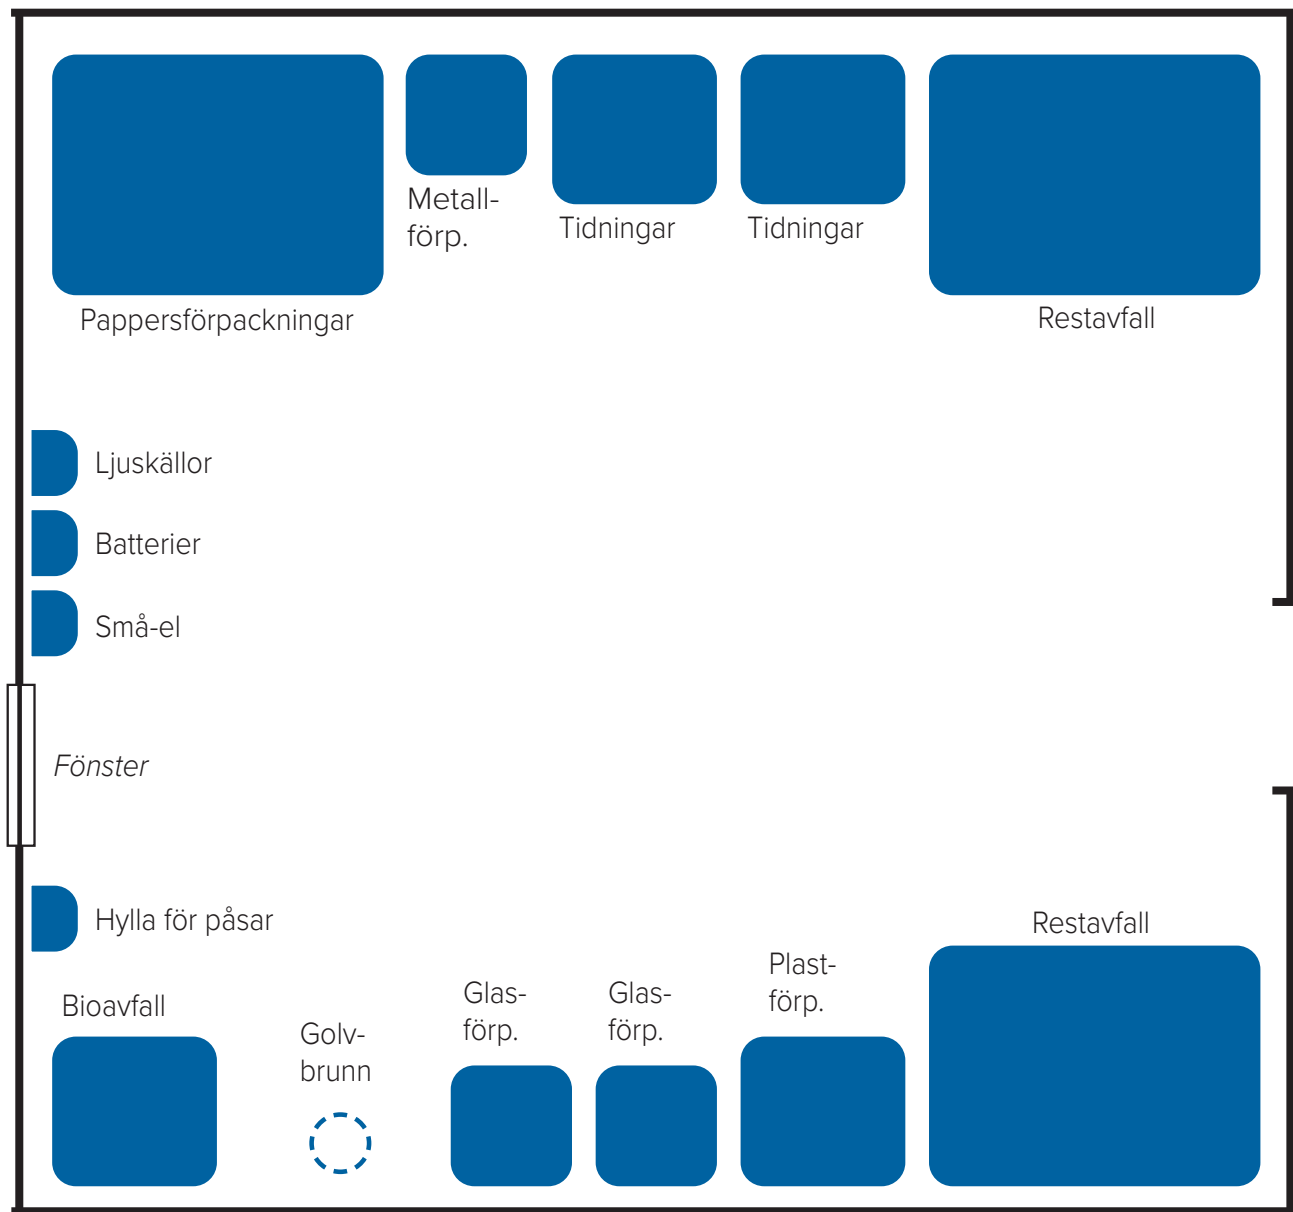 Metall-
förp.
Tidningar
Tidningar
Pappersförpackningar
Restavfall
Ljuskällor
Batterier
Små-el
Fönster
Hylla för påsar
Restavfall
Bioavfall
Golv-
brunn
Glas-
förp.
Glas-
förp.
Plast-
förp.